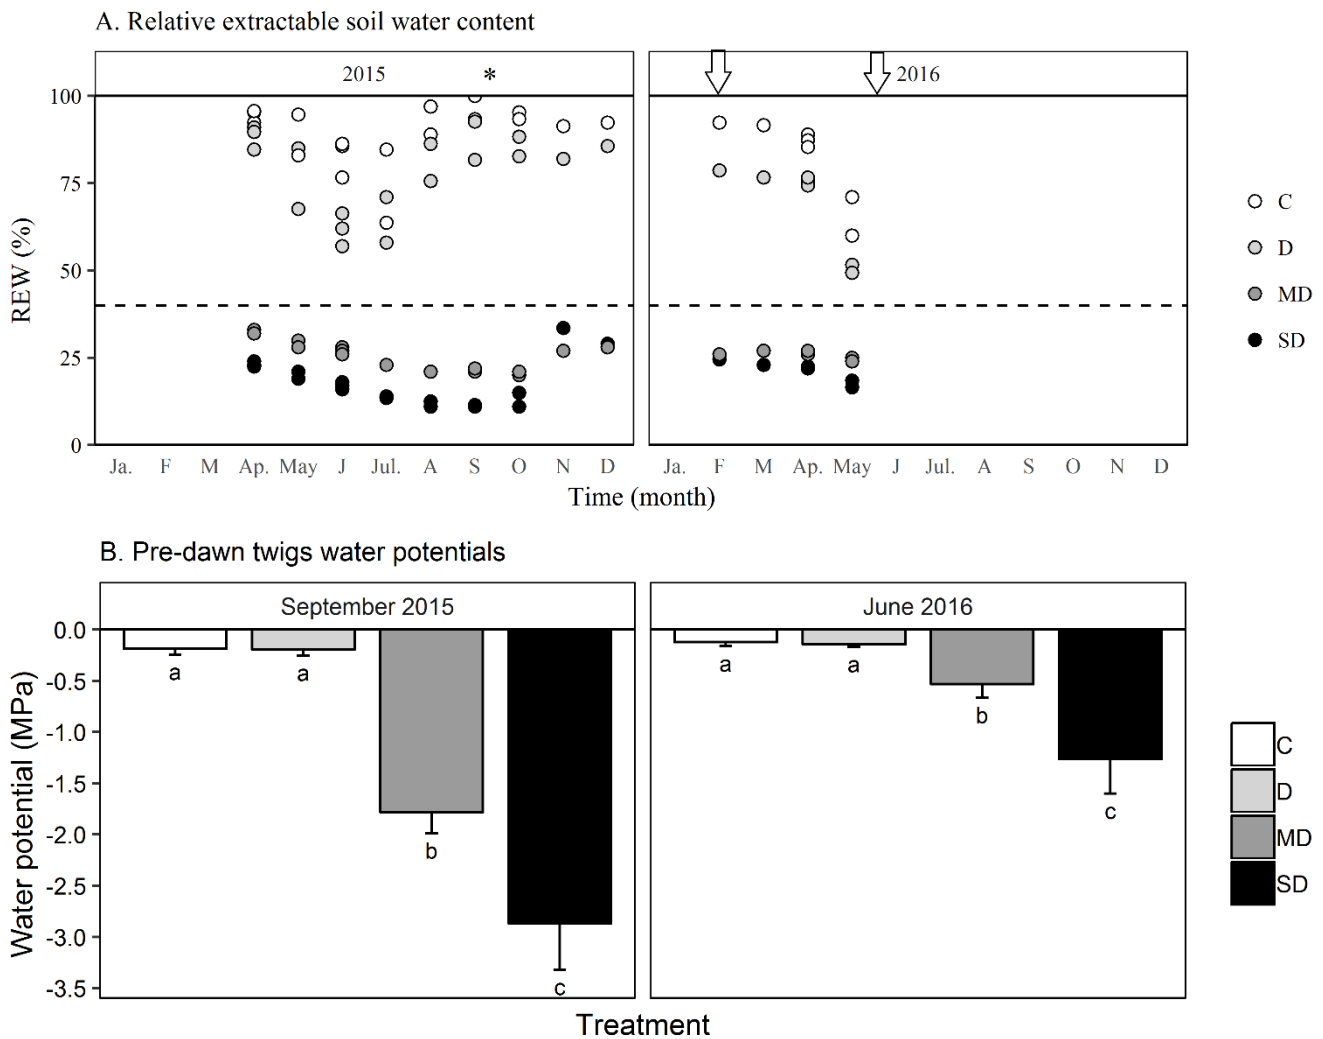 A. Relative extractable soil water content
2015 *
2016
REW (%)
100
75
50
25
0
Ja. F M Ap. May J Jul. A S O N D
Ja. F M Ap. May J Jul. A S O N D
Time (month)
C
D
MD
SD
B. Pre-dawn twigs water potentials
September 2015
June 2016
Water potential (MPa)
0.0
-0.5
-1.0
-1.5
-2.0
-2.5
-3.0
-3.5
a a b c
a a b c
Treatment
C
D
MD
SD